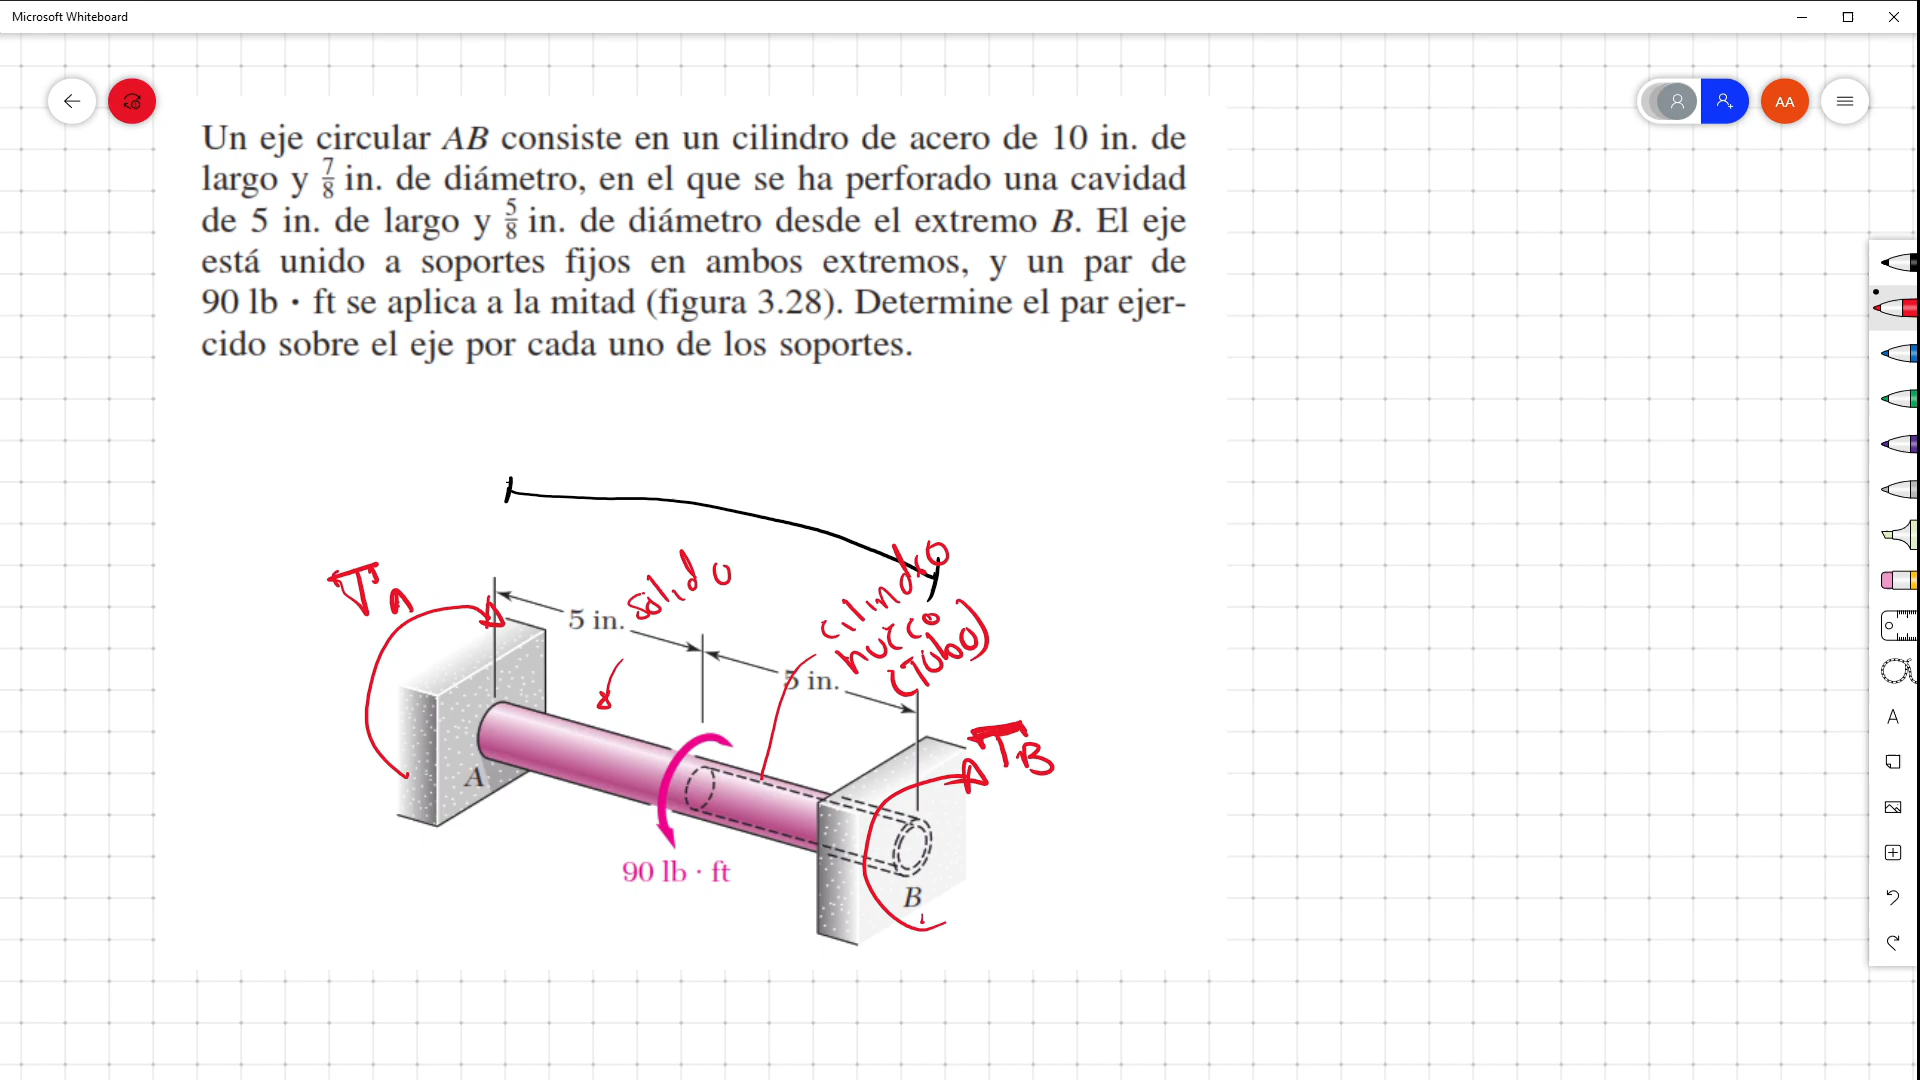 Microsoft Whiteboard
AA
Un eje circular AB consiste en un cilindro de acero de 10 in. de
largo y 7/8 in. de diámetro, en el que se ha perforado una cavidad
de 5 in. de largo y 5/8 in. de diámetro desde el extremo B. El eje
está unido a soportes fijos en ambos extremos, y un par de
90 lb · ft se aplica a la mitad (figura 3.28). Determine el par ejer-
cido sobre el eje por cada uno de los soportes.
TA
5 in.
solido
cilindro
hueco
(Tubo)
5 in.
TB
A
90 lb · ft
B
A